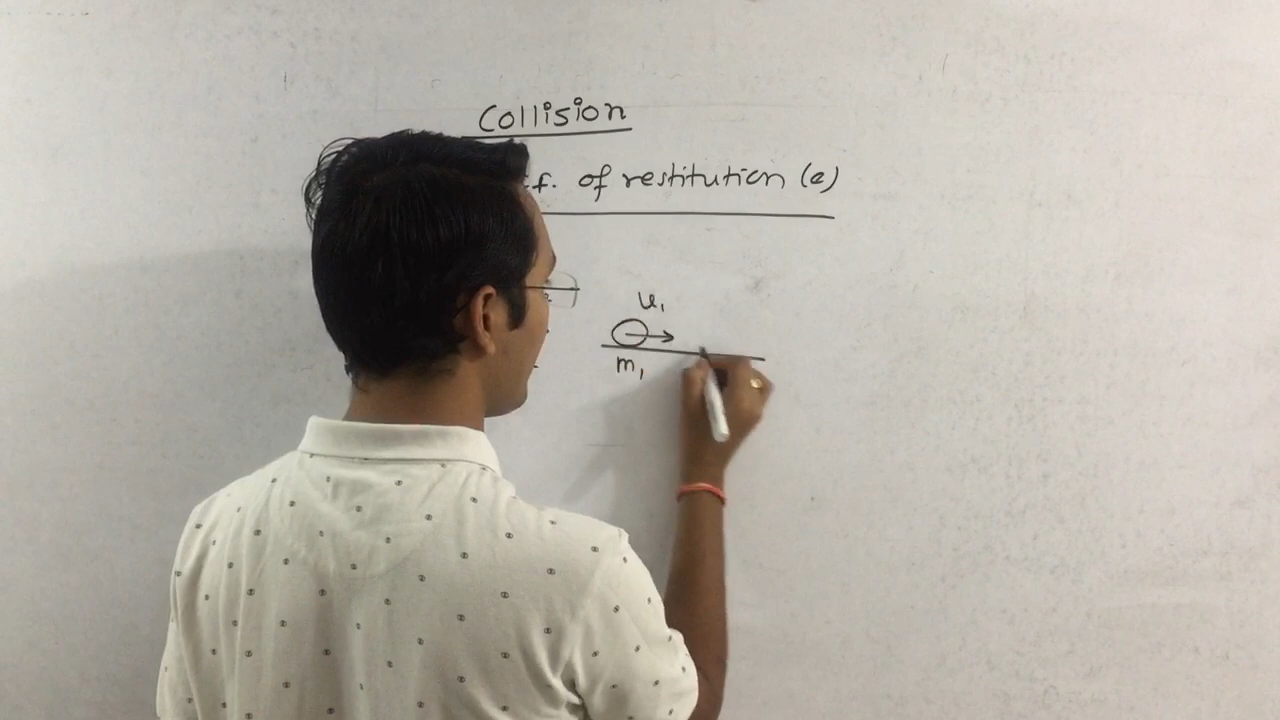 Collision
f. of restitution (e)
u₁
m₁